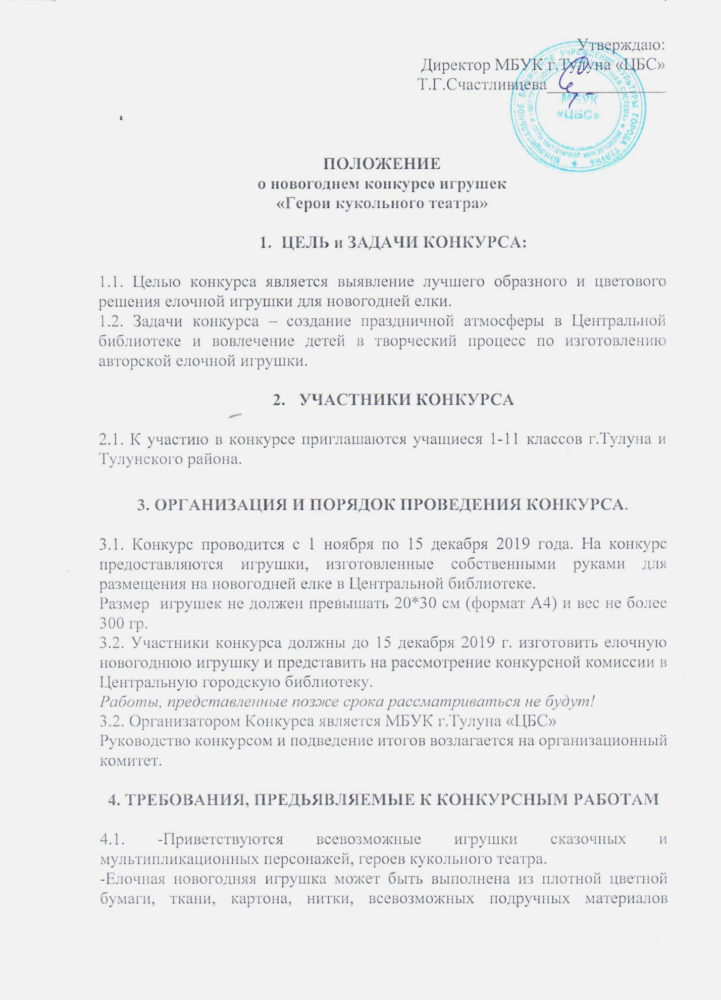 Утверждаю:
Директор МБУК г.Тулуна «ЦБС»
Т.Г.Счастливцева
МУНИЦИПАЛЬНОЕ БЮДЖЕТНОЕ УЧРЕЖДЕНИЕ КУЛЬТУРЫ ГОРОДА ТУЛУНА
МБУК
«ЦБС»
ПОЛОЖЕНИЕ
о новогоднем конкурсе игрушек
«Герои кукольного театра»
1. ЦЕЛЬ и ЗАДАЧИ КОНКУРСА:
1.1. Целью конкурса является выявление лучшего образного и цветового
решения елочной игрушки для новогодней елки.
1.2. Задачи конкурса – создание праздничной атмосферы в Центральной
библиотеке и вовлечение детей в творческий процесс по изготовлению
авторской елочной игрушки.
2. УЧАСТНИКИ КОНКУРСА
2.1. К участию в конкурсе приглашаются учащиеся 1-11 классов г.Тулуна и
Тулунского района.
3. ОРГАНИЗАЦИЯ И ПОРЯДОК ПРОВЕДЕНИЯ КОНКУРСА.
3.1. Конкурс проводится с 1 ноября по 15 декабря 2019 года. На конкурс
предоставляются игрушки, изготовленные собственными руками для
размещения на новогодней елке в Центральной библиотеке.
Размер игрушек не должен превышать 20*30 см (формат А4) и вес не более
300 гр.
3.2. Участники конкурса должны до 15 декабря 2019 г. изготовить елочную
новогоднюю игрушку и представить на рассмотрение конкурсной комиссии в
Центральную городскую библиотеку.
Работы, представленные позже срока рассматриваться не будут!
3.2. Организатором Конкурса является МБУК г.Тулуна «ЦБС»
Руководство конкурсом и подведение итогов возлагается на организационный
комитет.
4. ТРЕБОВАНИЯ, ПРЕДЬЯВЛЯЕМЫЕ К КОНКУРСНЫМ РАБОТАМ
4.1. -Приветствуются всевозможные игрушки сказочных и
мультипликационных персонажей, героев кукольного театра.
-Елочная новогодняя игрушка может быть выполнена из плотной цветной
бумаги, ткани, картона, нитки, всевозможных подручных материалов